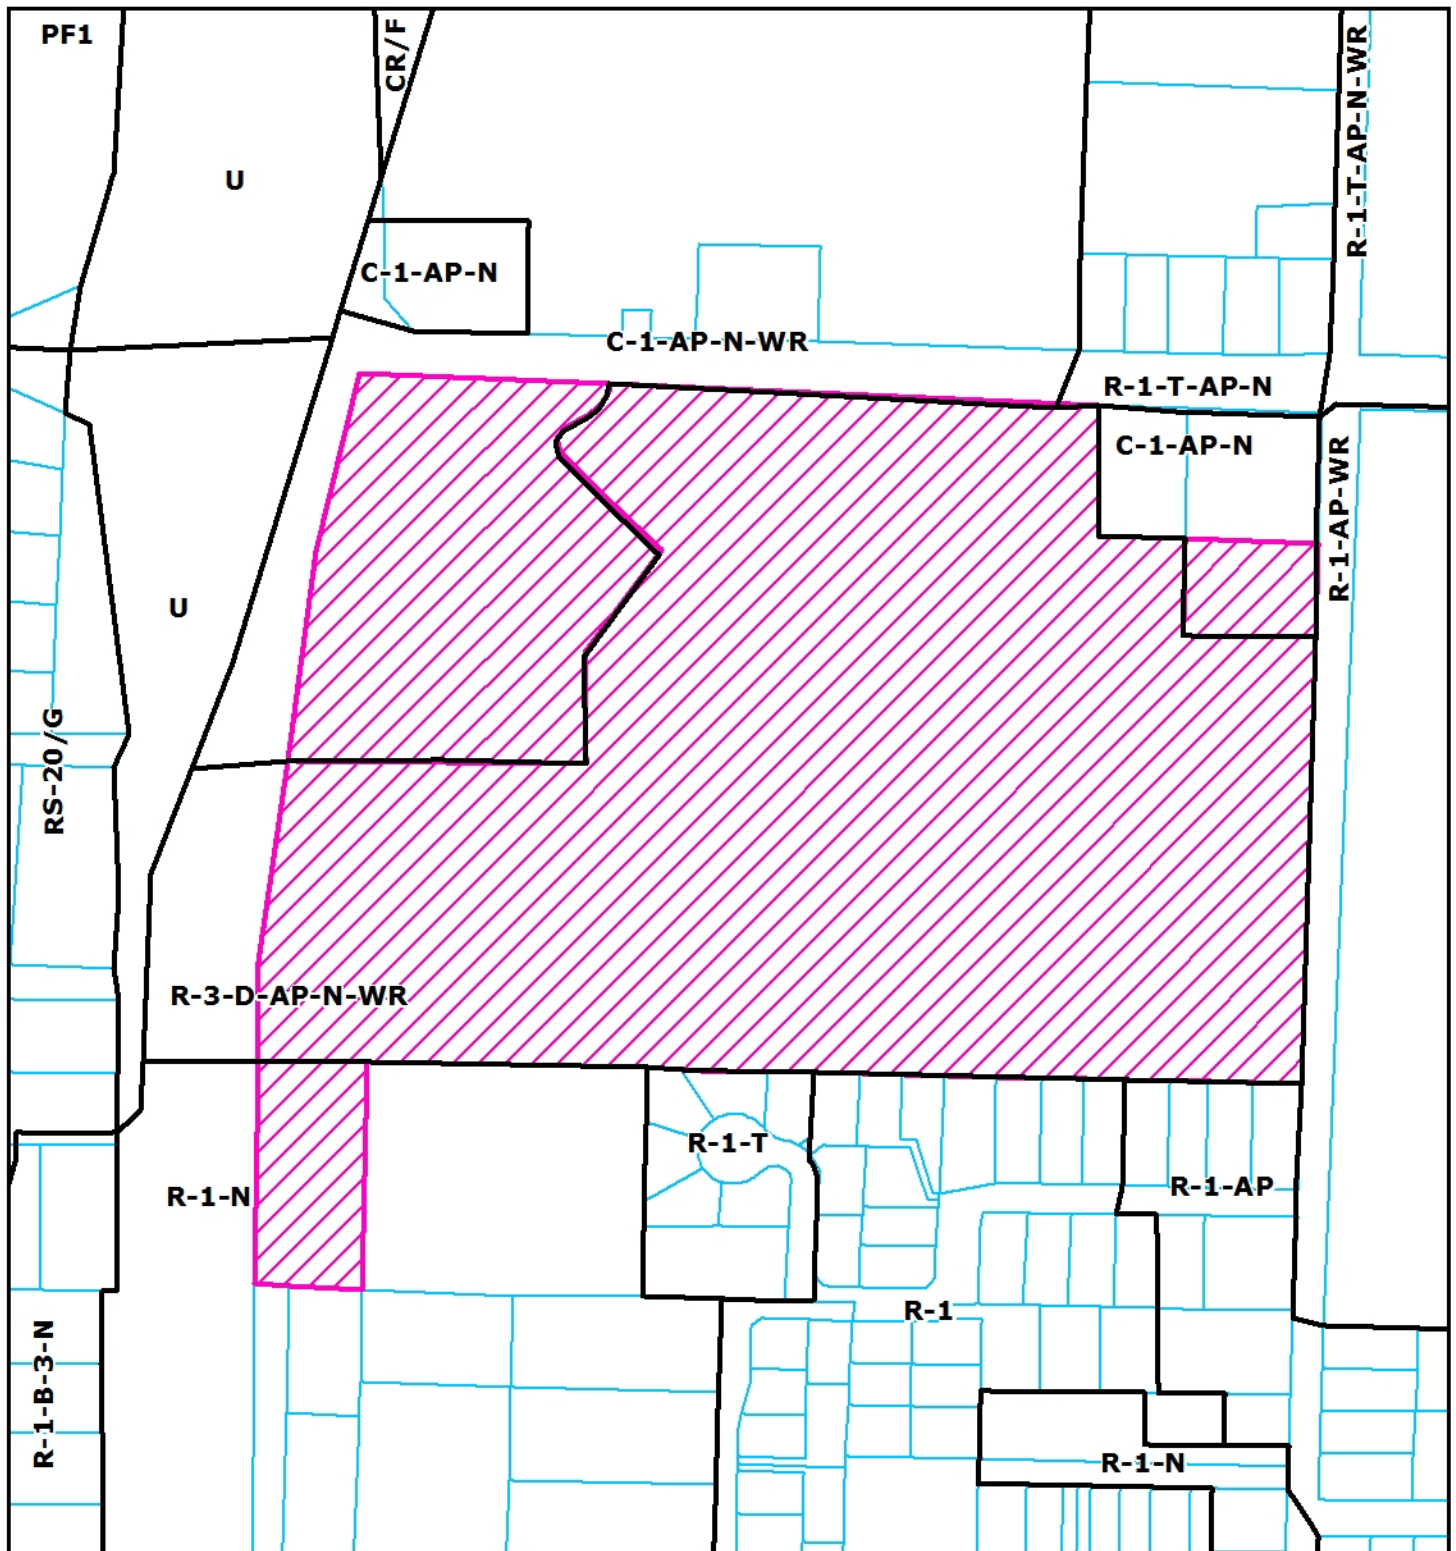 PF1
CR/F
R-1-T-AP-N-WR
U
C-1-AP-N
C-1-AP-N-WR
R-1-T-AP-N
C-1-AP-N
R-1-AP-WR
U
RS-20/G
R-3-D-AP-N-WR
R-1-T
R-1-AP
R-1-N
R-1
R-1-B-3-N
R-1-N